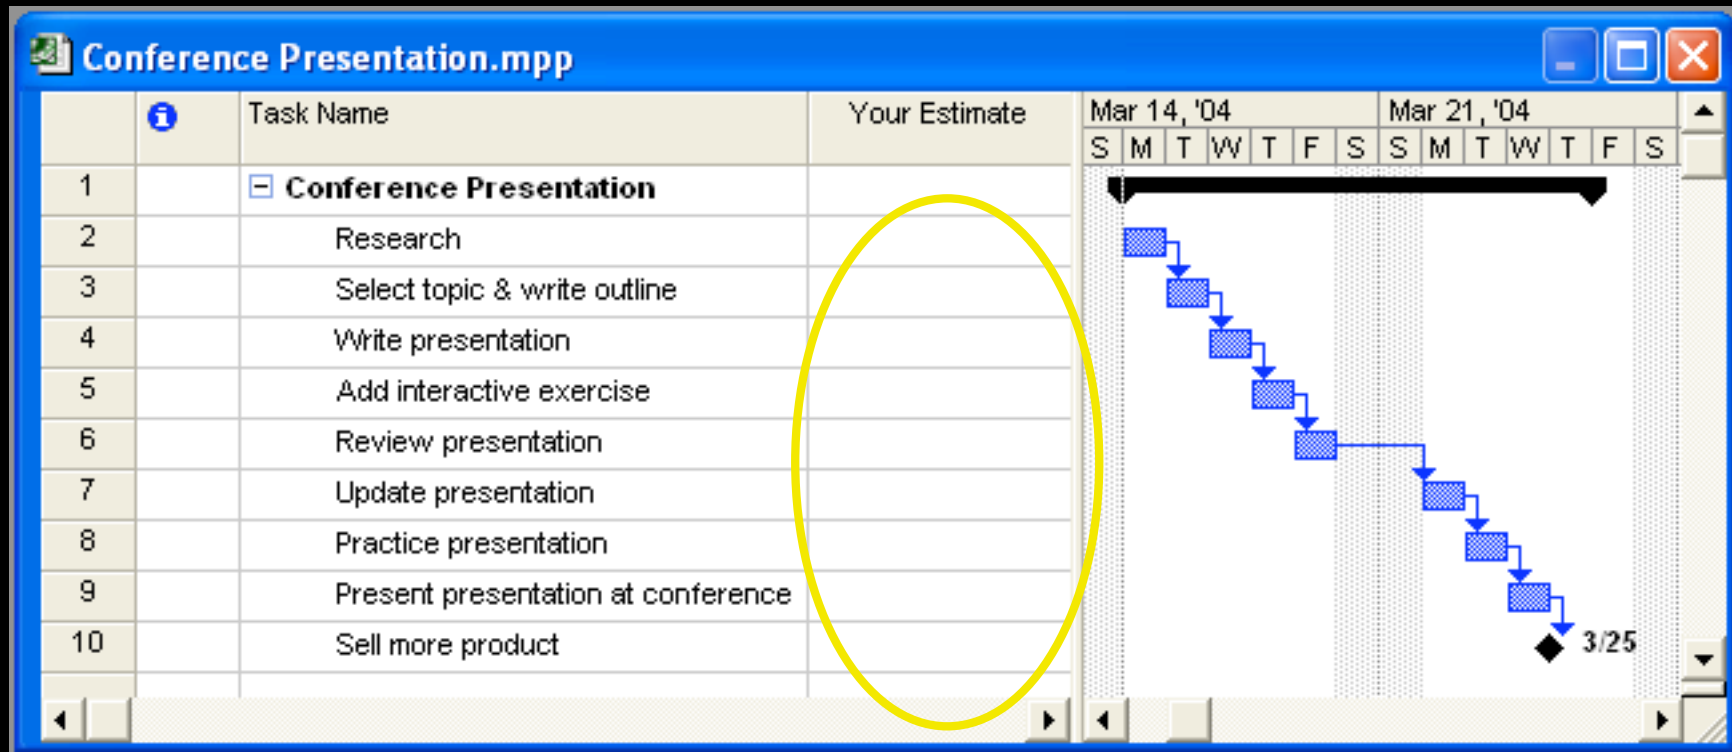 Conference Presentation.mpp
Task Name Your Estimate Mar 14, '04 Mar 21, '04
S M T W T F S S M T W T F S
1 Conference Presentation
2 Research
3 Select topic & write outline
4 Write presentation
5 Add interactive exercise
6 Review presentation
7 Update presentation
8 Practice presentation
9 Present presentation at conference
10 Sell more product 3/25